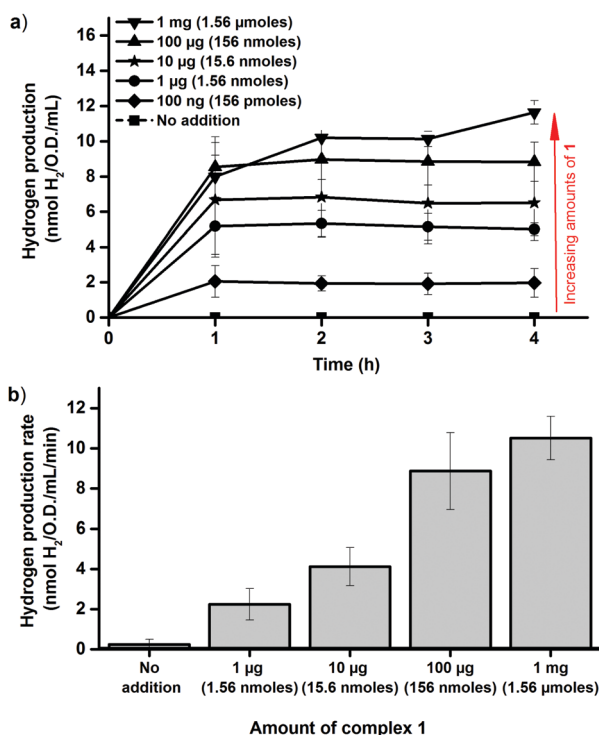 a)
1 mg (1.56 µmoles)
100 µg (156 nmoles)
10 µg (15.6 nmoles)
1 µg (1.56 nmoles)
100 ng (156 pmoles)
No addition
Hydrogen production
(nmol H₂/O.D./mL)
16
14
12
10
8
6
4
2
0
0 1 2 3 4
Time (h)
Increasing amounts of 1
b)
Hydrogen production rate
(nmol H₂/O.D./mL/min)
12
10
8
6
4
2
0
No 1 µg 10 µg 100 µg 1 mg
addition (1.56 nmoles) (15.6 nmoles) (156 nmoles) (1.56 µmoles)
Amount of complex 1